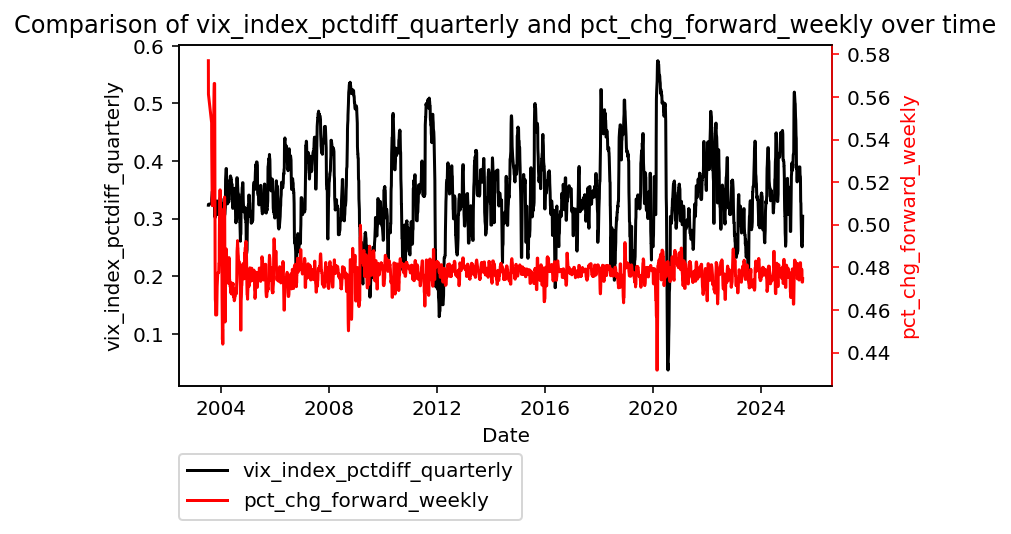 Comparison of vix_index_pctdiff_quarterly and pct_chg_forward_weekly over time
0.6
0.5
0.4
0.3
0.2
0.1
vix_index_pctdiff_quarterly
0.58
0.56
0.54
0.52
0.50
0.48
0.46
0.44
pct_chg_forward_weekly
2004 2008 2012 2016 2020 2024
Date
vix_index_pctdiff_quarterly
pct_chg_forward_weekly